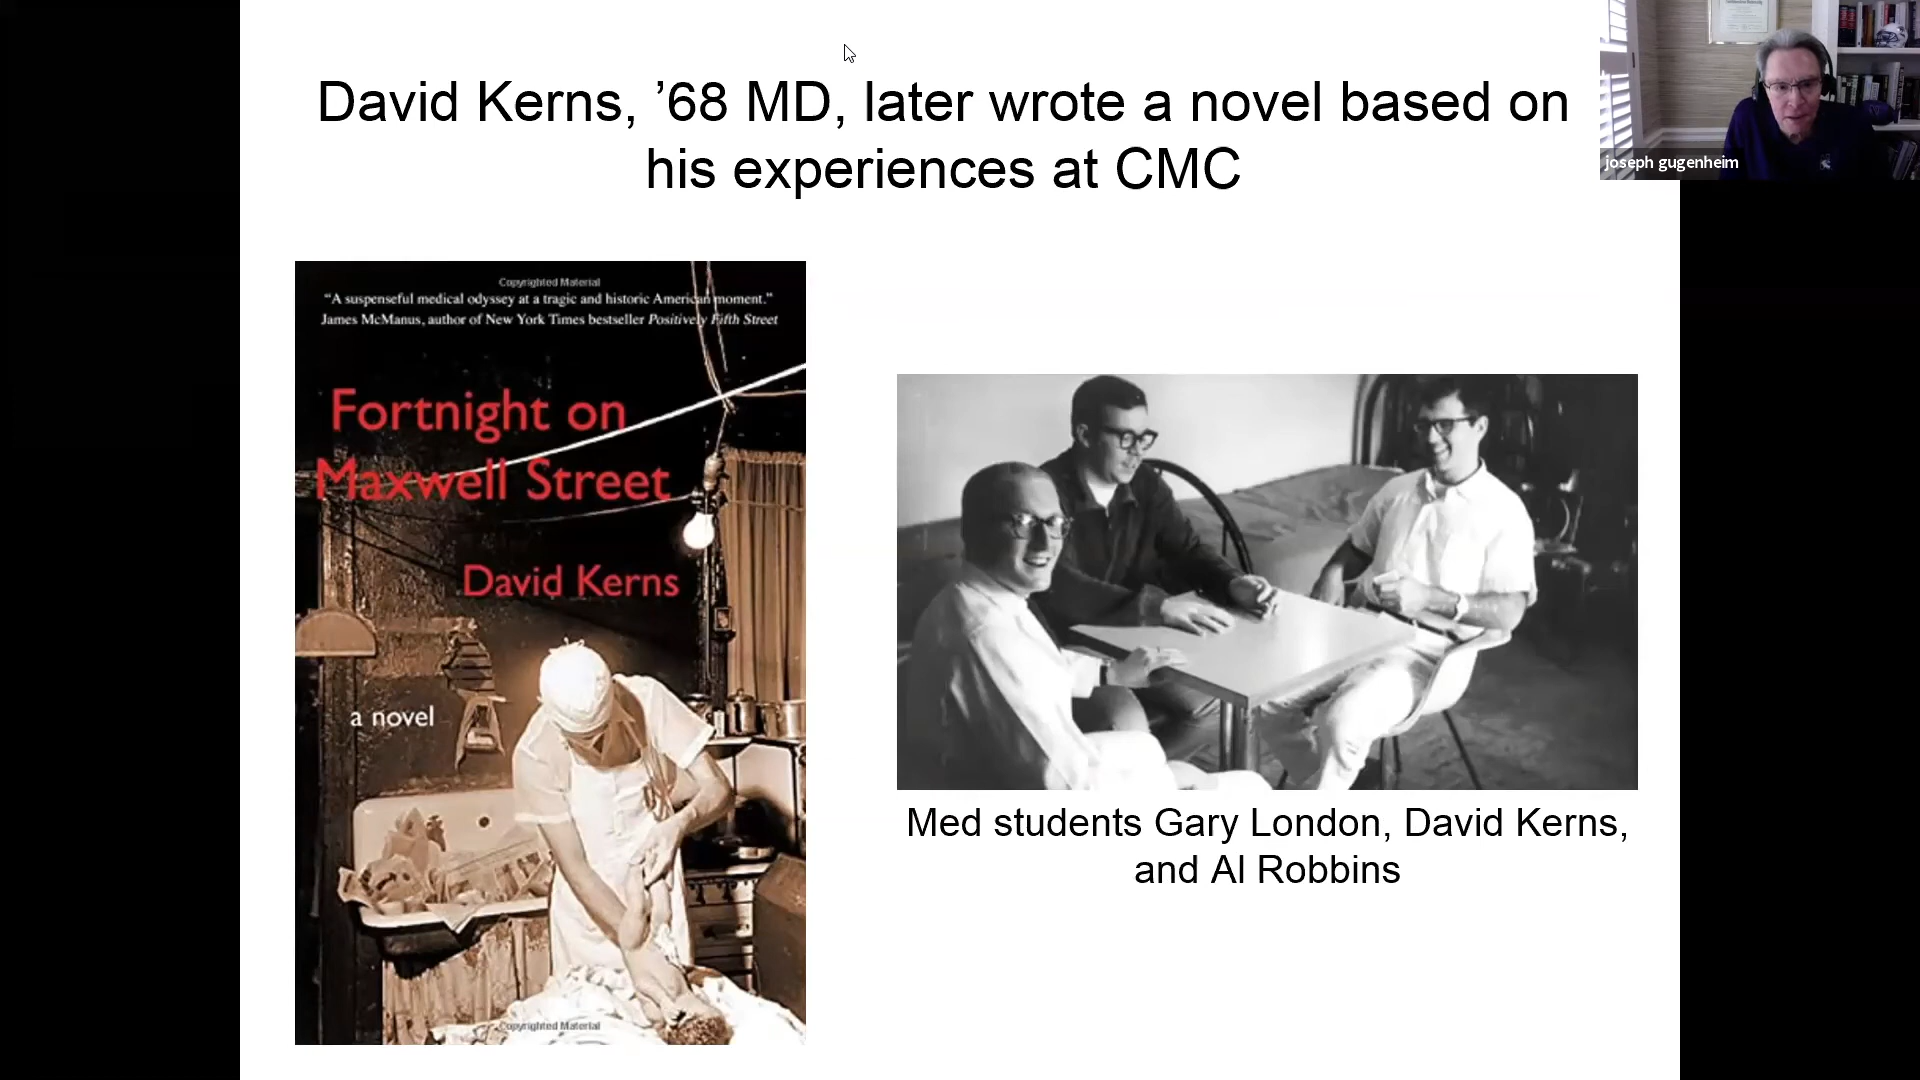 David Kerns, ’68 MD, later wrote a novel based on
his experiences at CMC
joseph gugenheim
Copyrighted Material
“A suspenseful medical odyssey at a tragic and historic American moment.”
James McManus, author of New York Times bestseller Positively Fifth Street
Fortnight on
Maxwell Street
David Kerns
a novel
Copyrighted Material
Med students Gary London, David Kerns,
and Al Robbins